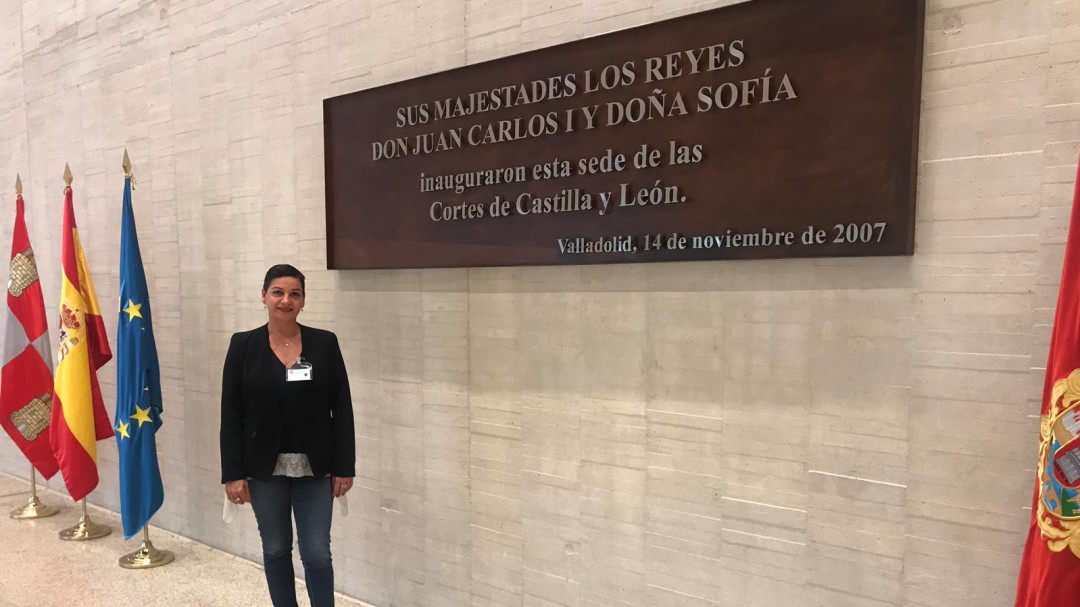 SUS MAJESTADES LOS REYES
DON JUAN CARLOS I Y DOÑA SOFÍA
inauguraron esta sede de las
Cortes de Castilla y León.
Valladolid, 14 de noviembre de 2007